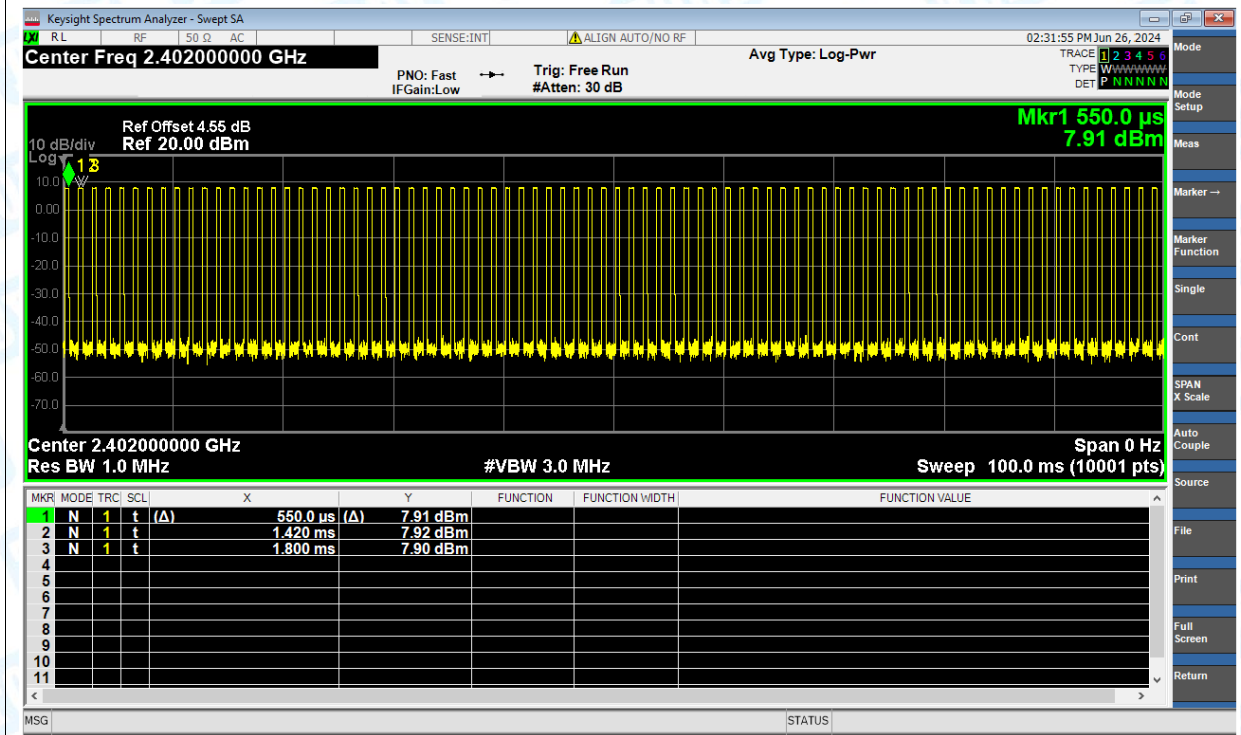 Keysight Spectrum Analyzer - Swept SA
LXI RL RF 50 Ω AC SENSE:INT ALIGN AUTO/NO RF 02:31:55 PM Jun 26, 2024
Center Freq 2.402000000 GHz Avg Type: Log-Pwr TRACE 1 2 3 4 5 6
PNO: Fast Trig: Free Run TYPE WWWWWW
IFGain:Low #Atten: 30 dB DET P N N N N N
Ref Offset 4.55 dB Mkr1 550.0 µs
10 dB/div Ref 20.00 dBm 7.91 dBm
Log
1 2 3
10.0
0.00
-10.0
-20.0
-30.0
-40.0
-50.0
-60.0
-70.0
Center 2.402000000 GHz Span 0 Hz
Res BW 1.0 MHz #VBW 3.0 MHz Sweep 100.0 ms (10001 pts)
MKR MODE TRC SCL X Y FUNCTION FUNCTION WIDTH FUNCTION VALUE
1 N 1 t (Δ) 550.0 µs (Δ) 7.91 dBm
2 N 1 t 1.420 ms 7.92 dBm
3 N 1 t 1.800 ms 7.90 dBm
4
5
6
7
8
9
10
11
MSG STATUS
Mode
Mode
Setup
Meas
Marker →
Marker
Function
Single
Cont
SPAN
X Scale
Auto
Couple
Source
File
Print
Full
Screen
Return